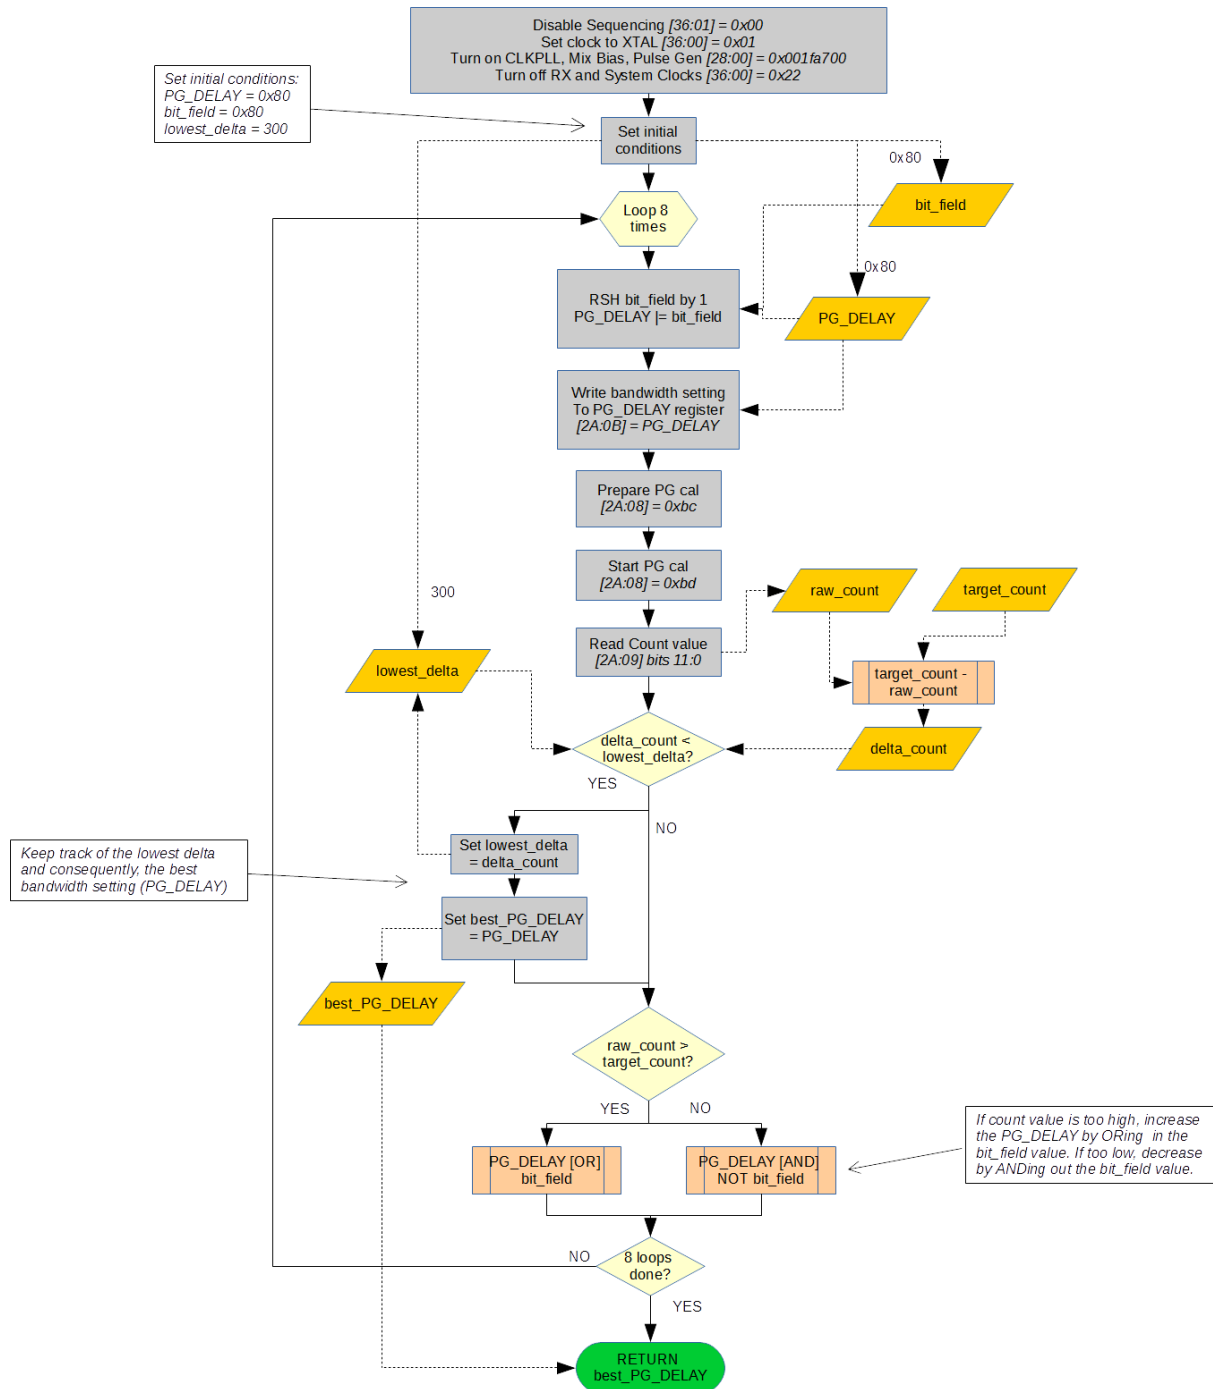 Disable Sequencing [36:01] = 0x00
Set clock to XTAL [36:00] = 0x01
Turn on CLKPLL, Mix Bias, Pulse Gen [28:00] = 0x001fa700
Turn off RX and System Clocks [36:00] = 0x22
Set initial conditions:
PG_DELAY = 0x80
bit_field = 0x80
lowest_delta = 300
Set initial
conditions
0x80
bit_field
Loop 8
times
0x80
RSH bit_field by 1
PG_DELAY |= bit_field
PG_DELAY
Write bandwidth setting
To PG_DELAY register
[2A:0B] = PG_DELAY
Prepare PG cal
[2A:08] = 0xbc
Start PG cal
[2A:08] = 0xbd
300
raw_count
target_count
Read Count value
[2A:09] bits 11:0
lowest_delta
target_count -
raw_count
delta_count <
lowest_delta?
delta_count
YES
NO
Set lowest_delta
= delta_count
Keep track of the lowest delta
and consequently, the best
bandwidth setting (PG_DELAY)
Set best_PG_DELAY
= PG_DELAY
best_PG_DELAY
raw_count >
target_count?
YES
NO
PG_DELAY [OR]
bit_field
PG_DELAY [AND]
NOT bit_field
If count value is too high, increase
the PG_DELAY by ORing in the
bit_field value. If too low, decrease
by ANDing out the bit_field value.
8 loops
done?
NO
YES
RETURN
best_PG_DELAY